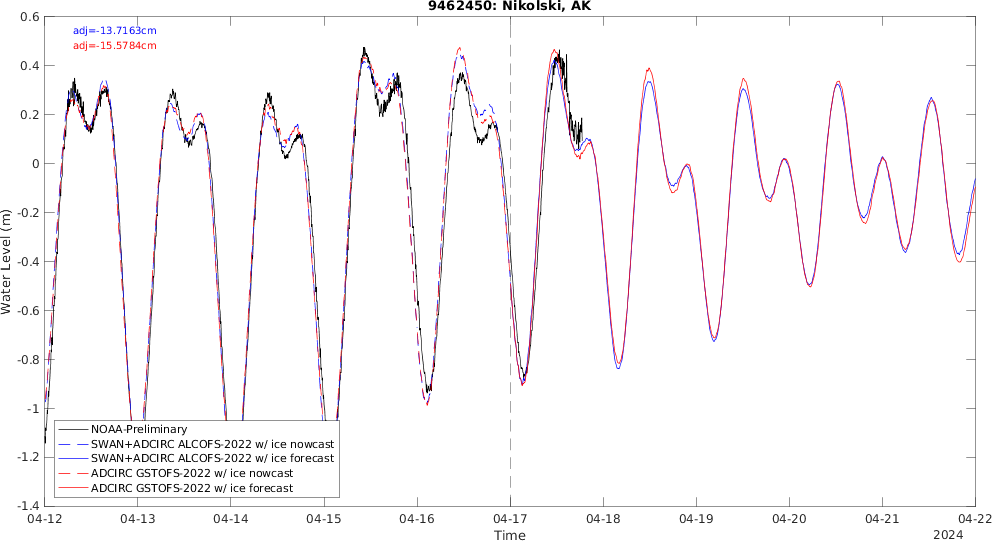 9462450: Nikolski, AK
adj=-13.7163cm
adj=-15.5784cm
0.6
0.4
0.2
0
-0.2
-0.4
-0.6
-0.8
-1
-1.2
-1.4
Water Level (m)
NOAA-Preliminary
SWAN+ADCIRC ALCOFS-2022 w/ ice nowcast
SWAN+ADCIRC ALCOFS-2022 w/ ice forecast
ADCIRC GSTOFS-2022 w/ ice nowcast
ADCIRC GSTOFS-2022 w/ ice forecast
04-12 04-13 04-14 04-15 04-16 04-17 04-18 04-19 04-20 04-21 04-22
Time
2024